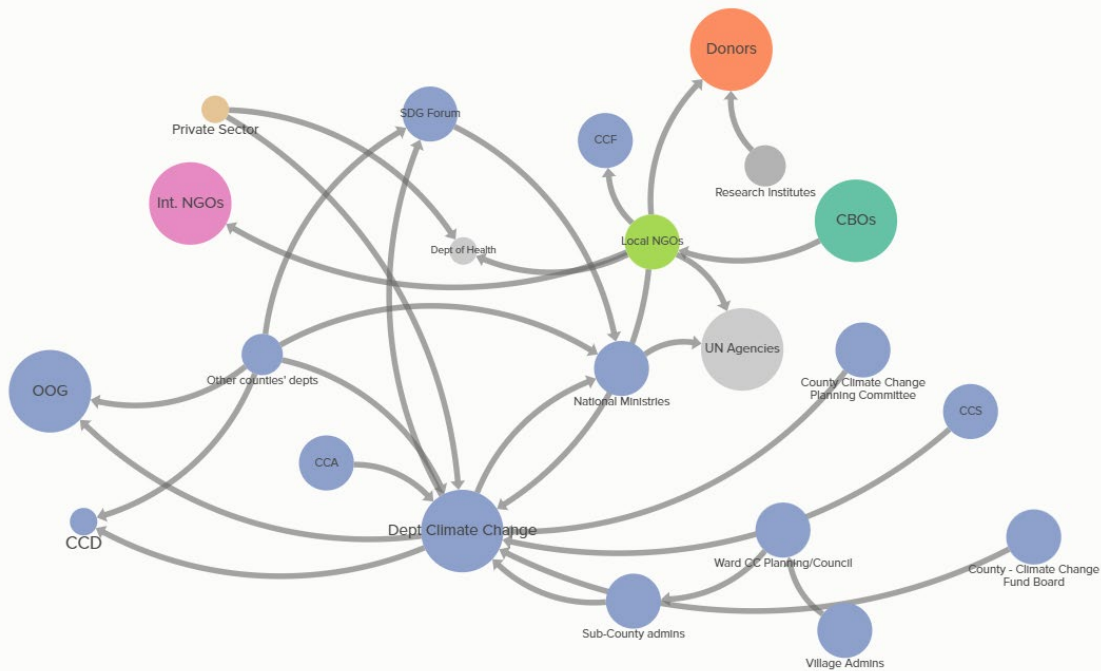 Donors
SDG Forum
Private Sector
CCF
Research Institutes
Int. NGOs
CBOs
Local NGOs
Dept of Health
UN Agencies
Other counties' depts
OOG
National Ministries
County Climate Change
Planning Committee
CCS
CCA
Dept Climate Change
CCD
Ward CC Planning/Council
County - Climate Change
Fund Board
Sub-County admins
Village Admins